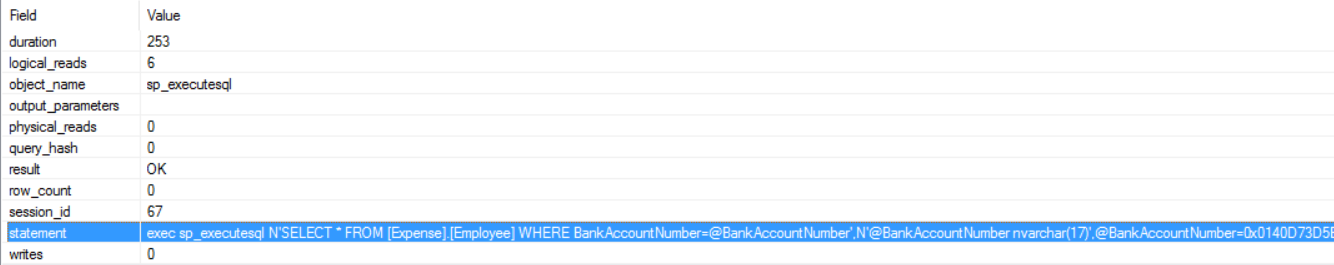 Field Value
duration 253
logical_reads 6
object_name sp_executesql
output_parameters
physical_reads 0
query_hash 0
result OK
row_count 0
session_id 67
statement exec sp_executesql N'SELECT * FROM [Expense].[Employee] WHERE BankAccountNumber=@BankAccountNumber',N'@BankAccountNumber nvarchar(17)',@BankAccountNumber=0x0140D73D5E
writes 0